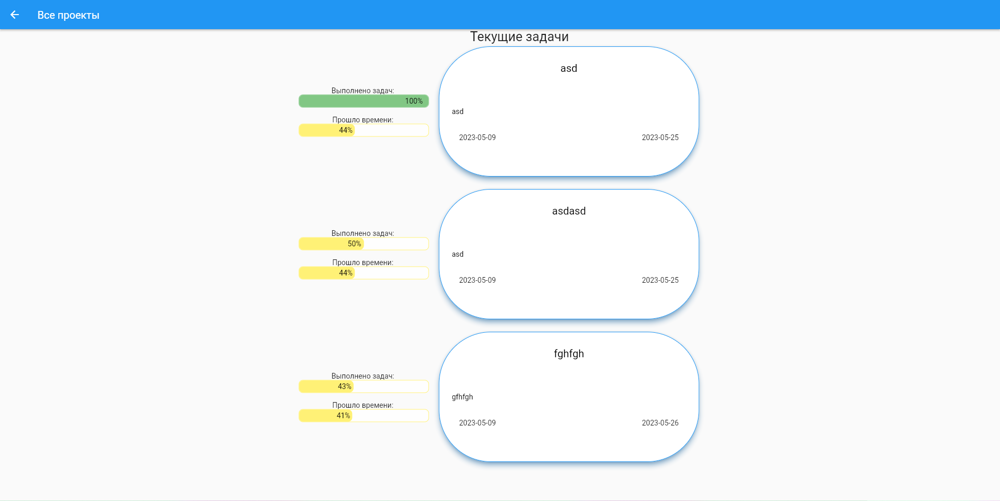 Все проекты
Текущие задачи
asd
Выполнено задач:
100%
asd
Прошло времени:
44%
2023-05-09 2023-05-25
asdasd
Выполнено задач:
50%
asd
Прошло времени:
44%
2023-05-09 2023-05-25
fghfgh
Выполнено задач:
43%
gfhfgh
Прошло времени:
41%
2023-05-09 2023-05-26